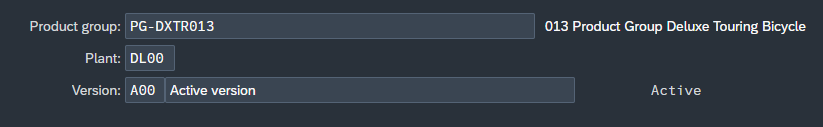 Product group: PG-DXTR013 013 Product Group Deluxe Touring Bicycle
Plant: DL00
Version: A00 Active version Active